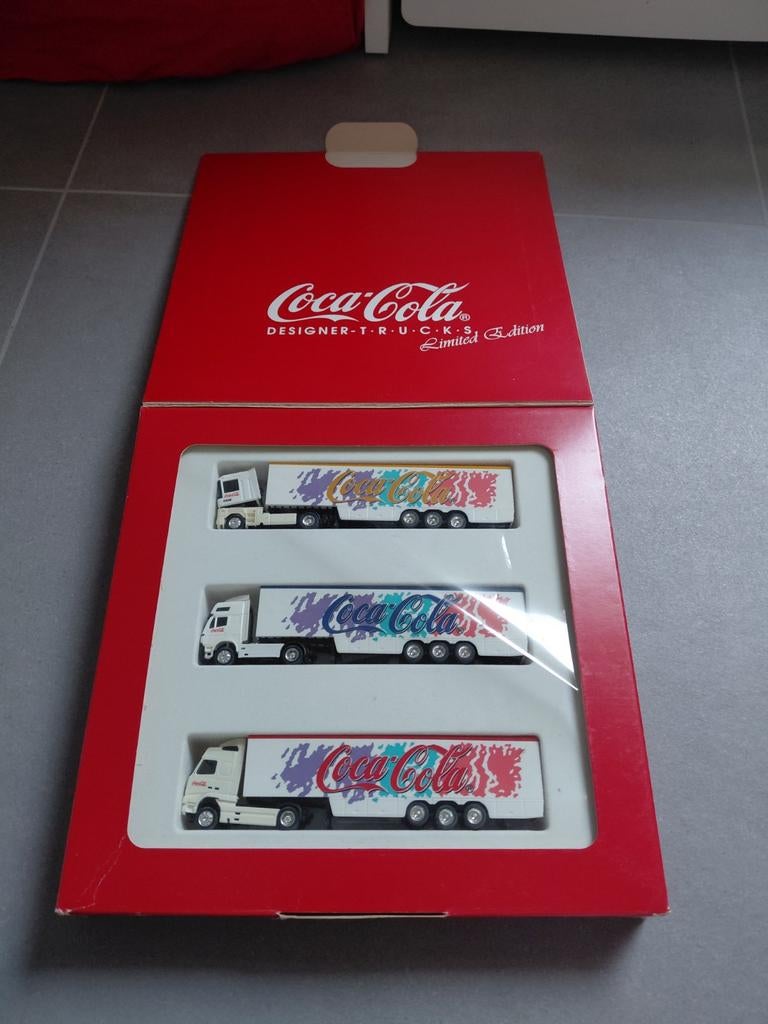 Coca-Cola®
DESIGNER-T·R·U·C·K·S
Limited Edition
Coca-Cola
Coca-Cola
Coca-Cola